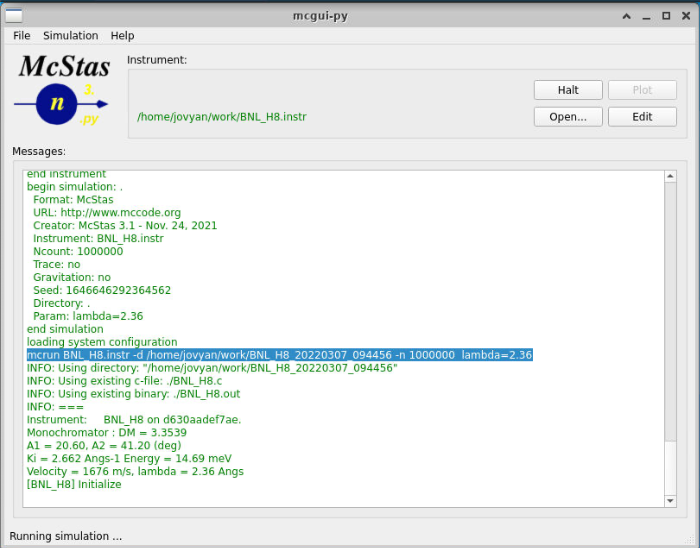 mcgui-py
File Simulation Help
McStas
n
3.
.py
Instrument:
Halt
Plot
/home/jovyan/work/BNL_H8.instr
Open...
Edit
Messages:
end instrument
begin simulation: .
Format: McStas
URL: http://www.mccode.org
Creator: McStas 3.1 - Nov. 24, 2021
Instrument: BNL_H8.instr
Ncount: 1000000
Trace: no
Gravitation: no
Seed: 1646646292364562
Directory: .
Param: lambda=2.36
end simulation
loading system configuration
mcrun BNL_H8.instr -d /home/jovyan/work/BNL_H8_20220307_094456 -n 1000000 lambda=2.36
INFO: Using directory: "/home/jovyan/work/BNL_H8_20220307_094456"
INFO: Using existing c-file: ./BNL_H8.c
INFO: Using existing binary: ./BNL_H8.out
INFO: ===
Instrument: BNL_H8 on d630aadef7ae.
Monochromator : DM = 3.3539
A1 = 20.60, A2 = 41.20 (deg)
Ki = 2.662 Angs-1 Energy = 14.69 meV
Velocity = 1676 m/s, lambda = 2.36 Angs
[BNL_H8] Initialize
Running simulation ...